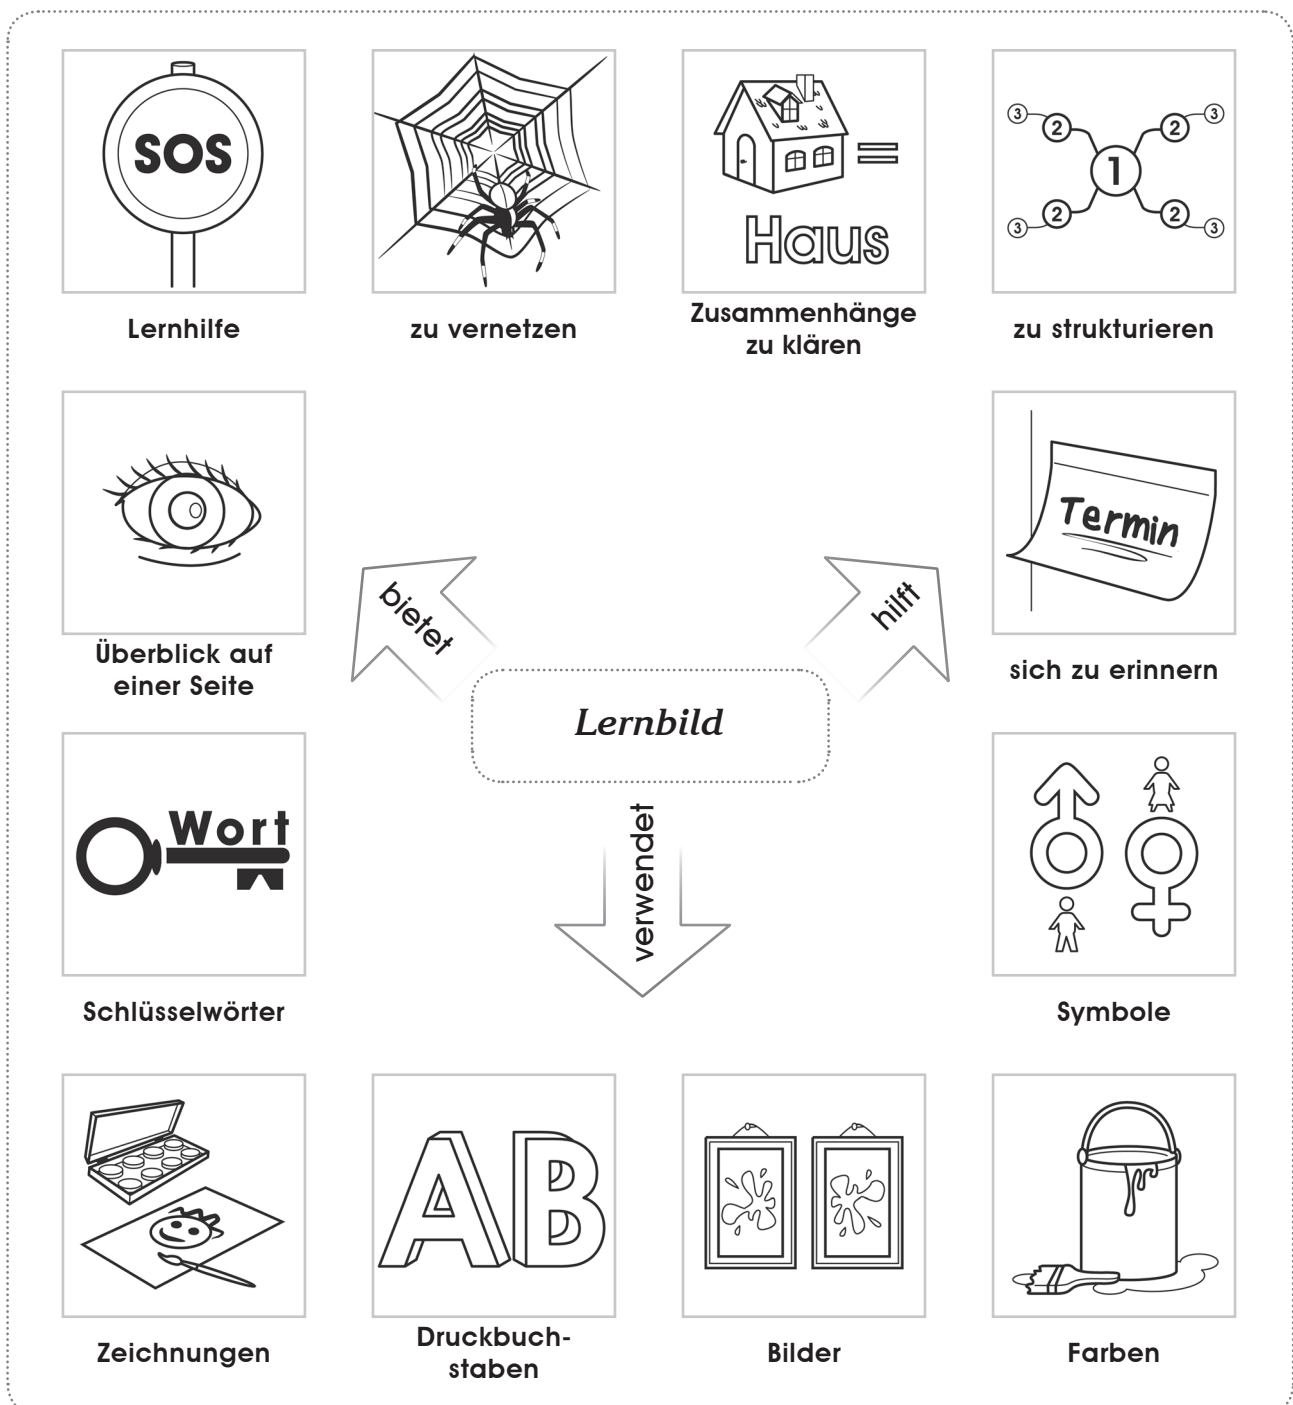 SOS
Lernhilfe
zu vernetzen
Haus
Zusammenhänge
zu klären
3 2 1 2 3
3 2 2 3
zu strukturieren
Überblick auf
einer Seite
bietet
hilft
Termin
sich zu erinnern
Lernbild
Wort
Schlüsselwörter
verwendet
Symbole
Zeichnungen
AB
Druckbuch-
staben
Bilder
Farben